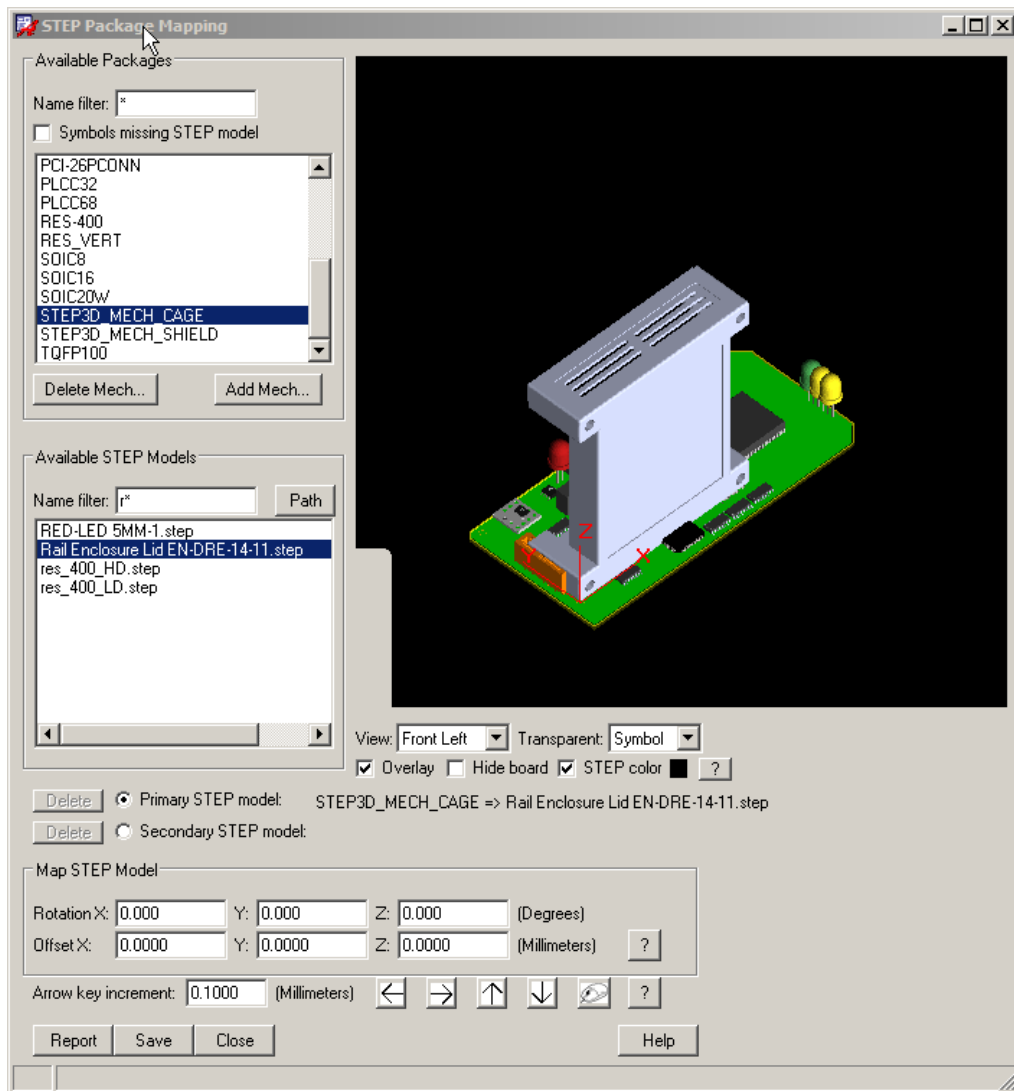 STEP Package Mapping
Available Packages
Name filter: *
Symbols missing STEP model
PCI-26PCONN
PLCC32
PLCC68
RES-400
RES_VERT
SOIC8
SOIC16
SOIC20W
STEP3D_MECH_CAGE
STEP3D_MECH_SHIELD
TQFP100
Delete Mech... Add Mech...
Available STEP Models
Name filter: r* Path
RED-LED 5MM-1.step
Rail Enclosure Lid EN-DRE-14-11.step
res_400_HD.step
res_400_LD.step
Z
Y X
View: Front Left Transparent: Symbol
Overlay Hide board STEP color ?
Delete Primary STEP model: STEP3D_MECH_CAGE => Rail Enclosure Lid EN-DRE-14-11.step
Delete Secondary STEP model:
Map STEP Model
Rotation X: 0.000 Y: 0.000 Z: 0.000 (Degrees)
Offset X: 0.0000 Y: 0.0000 Z: 0.0000 (Millimeters) ?
Arrow key increment: 0.1000 (Millimeters) ?
Report Save Close Help